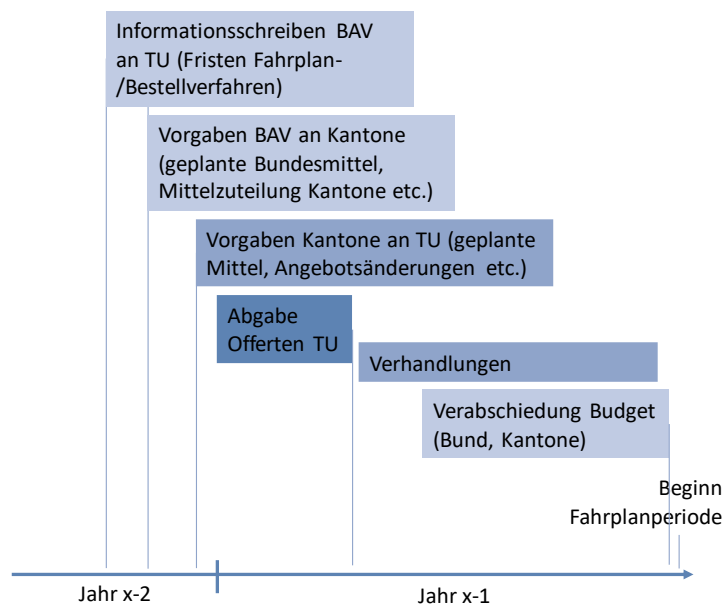 Informationsschreiben BAV
an TU (Fristen Fahrplan-
/Bestellverfahren)
Vorgaben BAV an Kantone
(geplante Bundesmittel,
Mittelzuteilung Kantone etc.)
Vorgaben Kantone an TU (geplante
Mittel, Angebotsänderungen etc.)
Abgabe
Offerten TU
Verhandlungen
Verabschiedung Budget
(Bund, Kantone)
Beginn
Fahrplanperiode
Jahr x-2
Jahr x-1